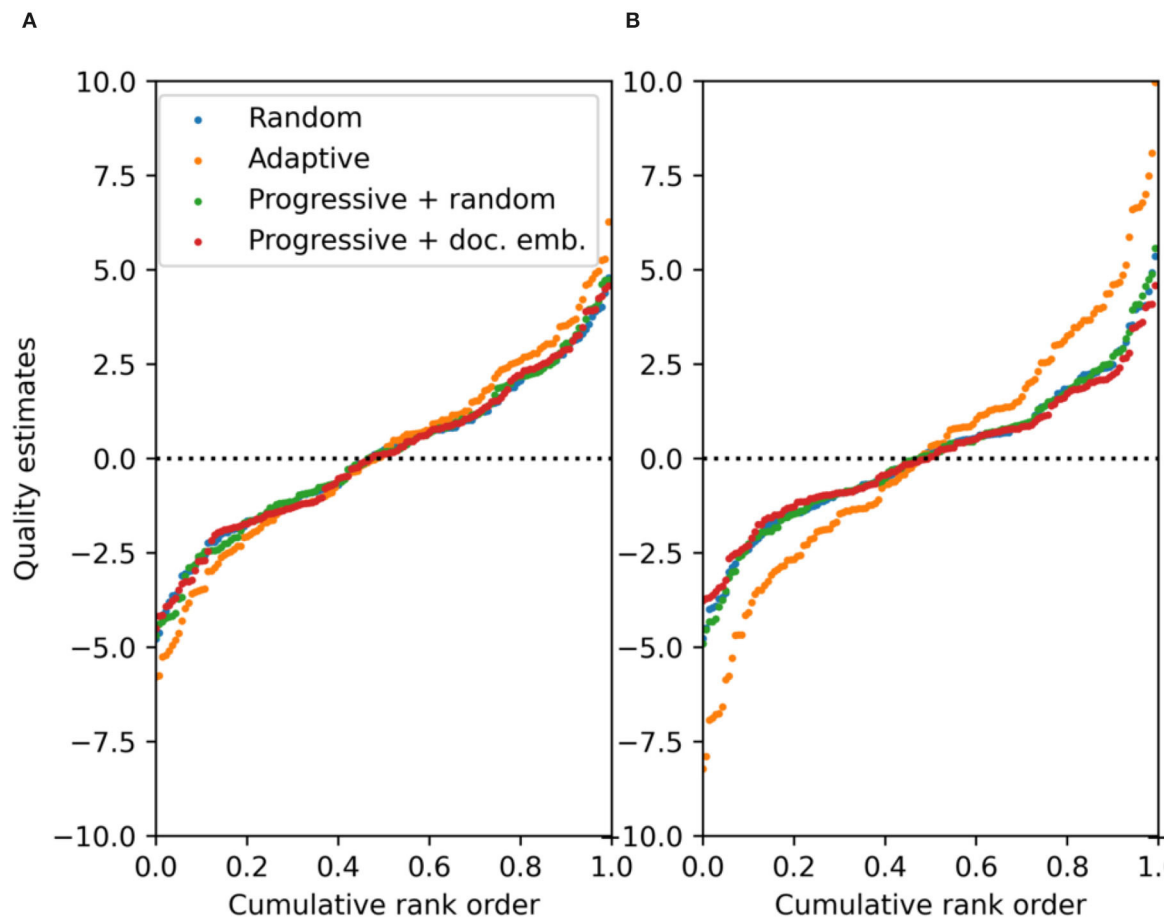 A
B
10.0
7.5
5.0
2.5
0.0
−2.5
−5.0
−7.5
−10.0
Quality estimates
Random
Adaptive
Progressive + random
Progressive + doc. emb.
0.0 0.2 0.4 0.6 0.8 1.0
Cumulative rank order
10.0
7.5
5.0
2.5
0.0
−2.5
−5.0
−7.5
−10.0
0.0 0.2 0.4 0.6 0.8 1.
Cumulative rank order